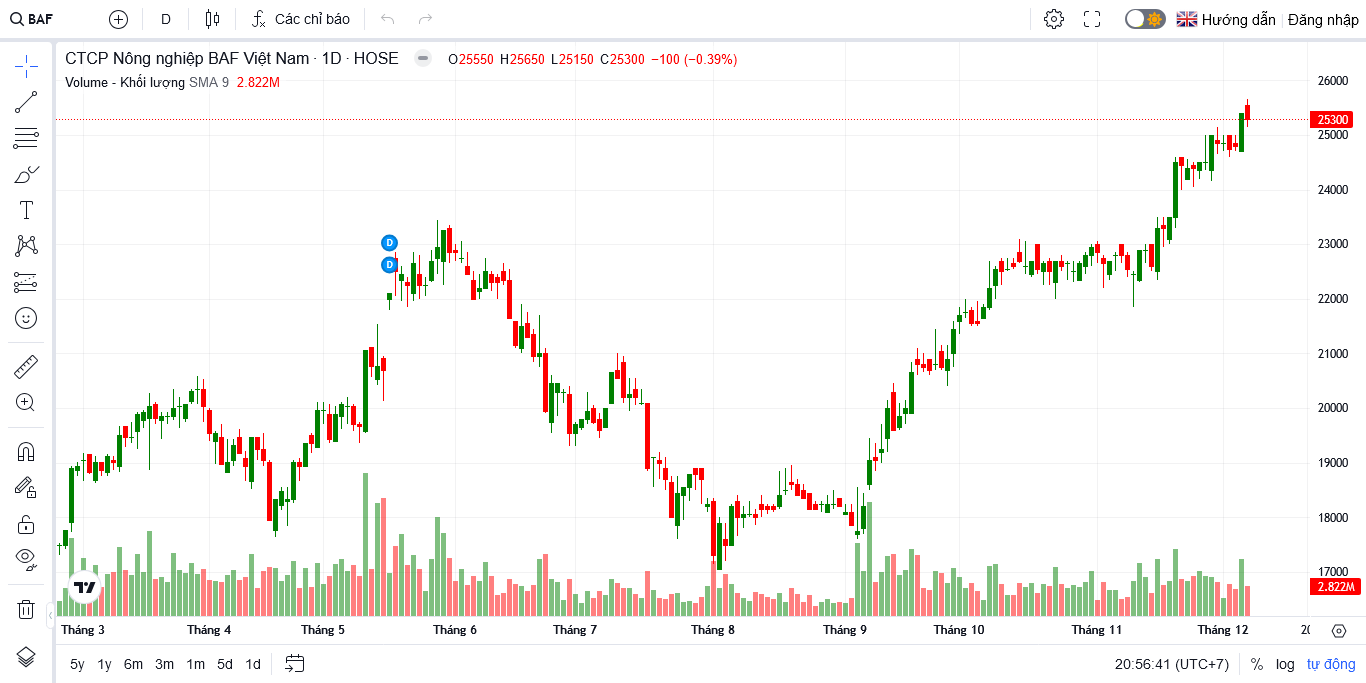 BAF D Các chỉ báo Hướng dẫn Đăng nhập
CTCP Nông nghiệp BAF Việt Nam · 1D · HOSE O25550 H25650 L25150 C25300 −100 (−0.39%)
Volume - Khối lượng SMA 9 2.822M
26000
25300
25000
24000
23000
22000
21000
20000
19000
18000
17000
2.822M
D
D
Tháng 3 Tháng 4 Tháng 5 Tháng 6 Tháng 7 Tháng 8 Tháng 9 Tháng 10 Tháng 11 Tháng 12
5y 1y 6m 3m 1m 5d 1d 20:56:41 (UTC+7) % log tự động